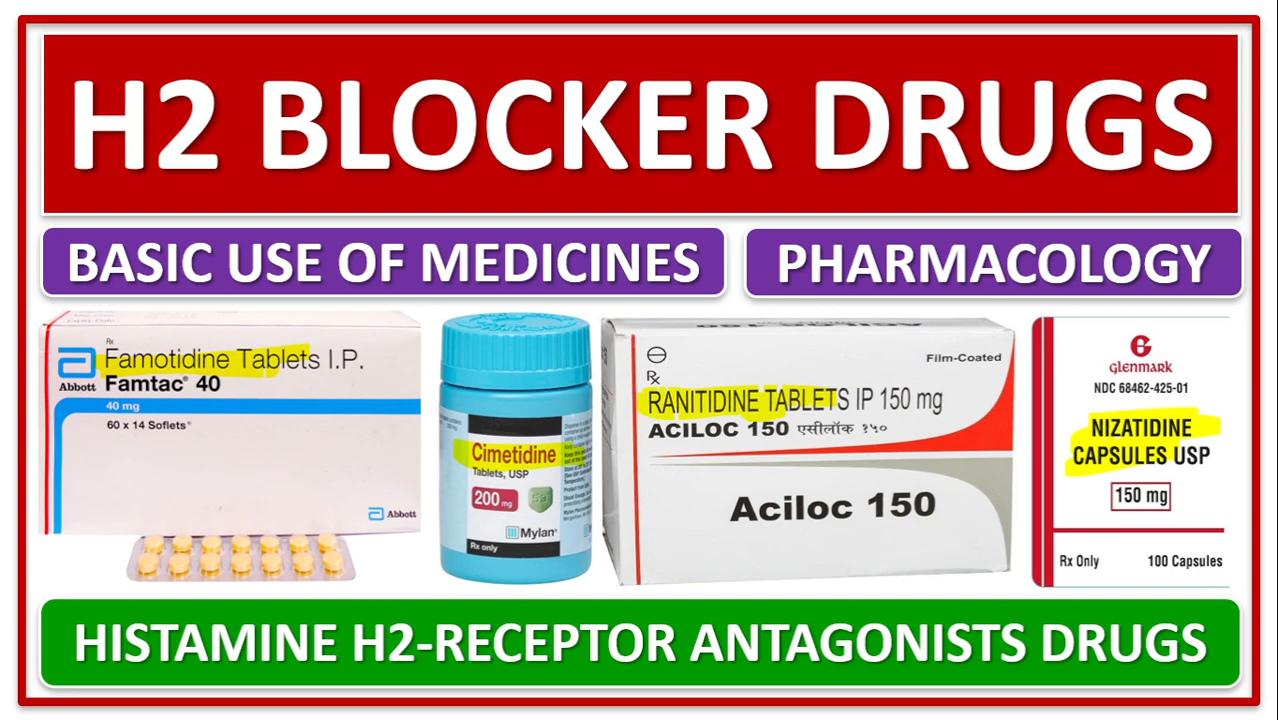 H2 BLOCKER DRUGS
BASIC USE OF MEDICINES
PHARMACOLOGY
Rx
Famotidine Tablets I.P.
Famtac® 40
Abbott
40 mg
60 x 14 Soflets®
Abbott
Cimetidine
Tablets, USP
200 mg
Mylan®
Rx only
ACILOC 150
Film-Coated
Rx
RANITIDINE TABLETS IP 150 mg
ACILOC 150 एसीलॉक १५०
Aciloc 150
G
glenmark
NDC 68462-425-01
NIZATIDINE
CAPSULES USP
150 mg
Rx Only
100 Capsules
HISTAMINE H2-RECEPTOR ANTAGONISTS DRUGS